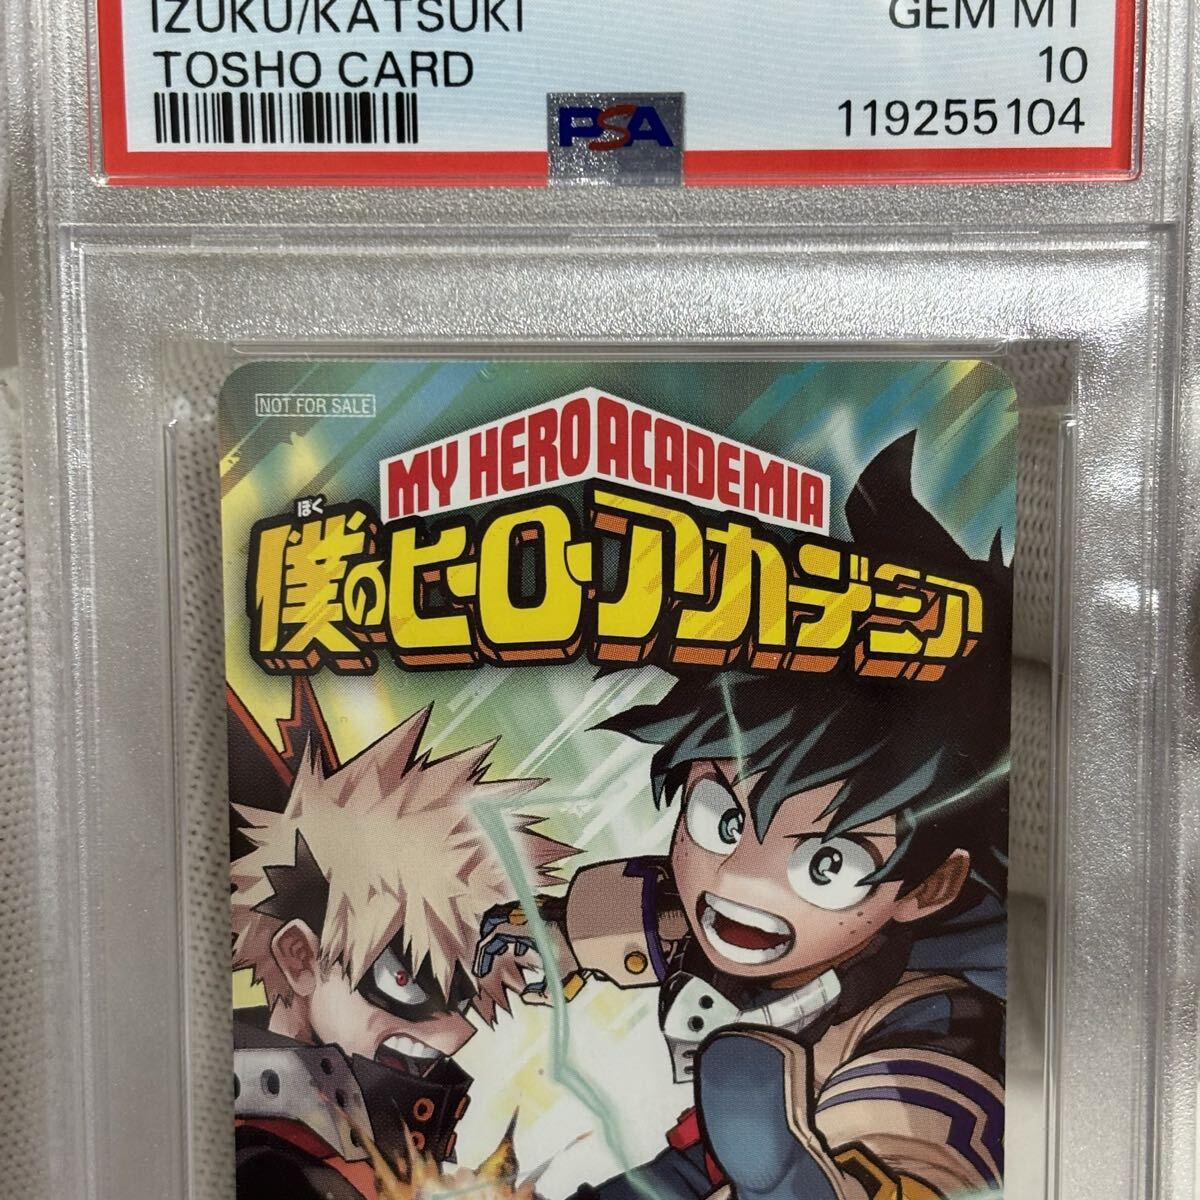 IZUKU/KATSUKI
GEM MT
TOSHO CARD
10
PSA
119255104
NOT FOR SALE
MY HERO ACADEMIA
ぼく
僕のヒーローアカデミア